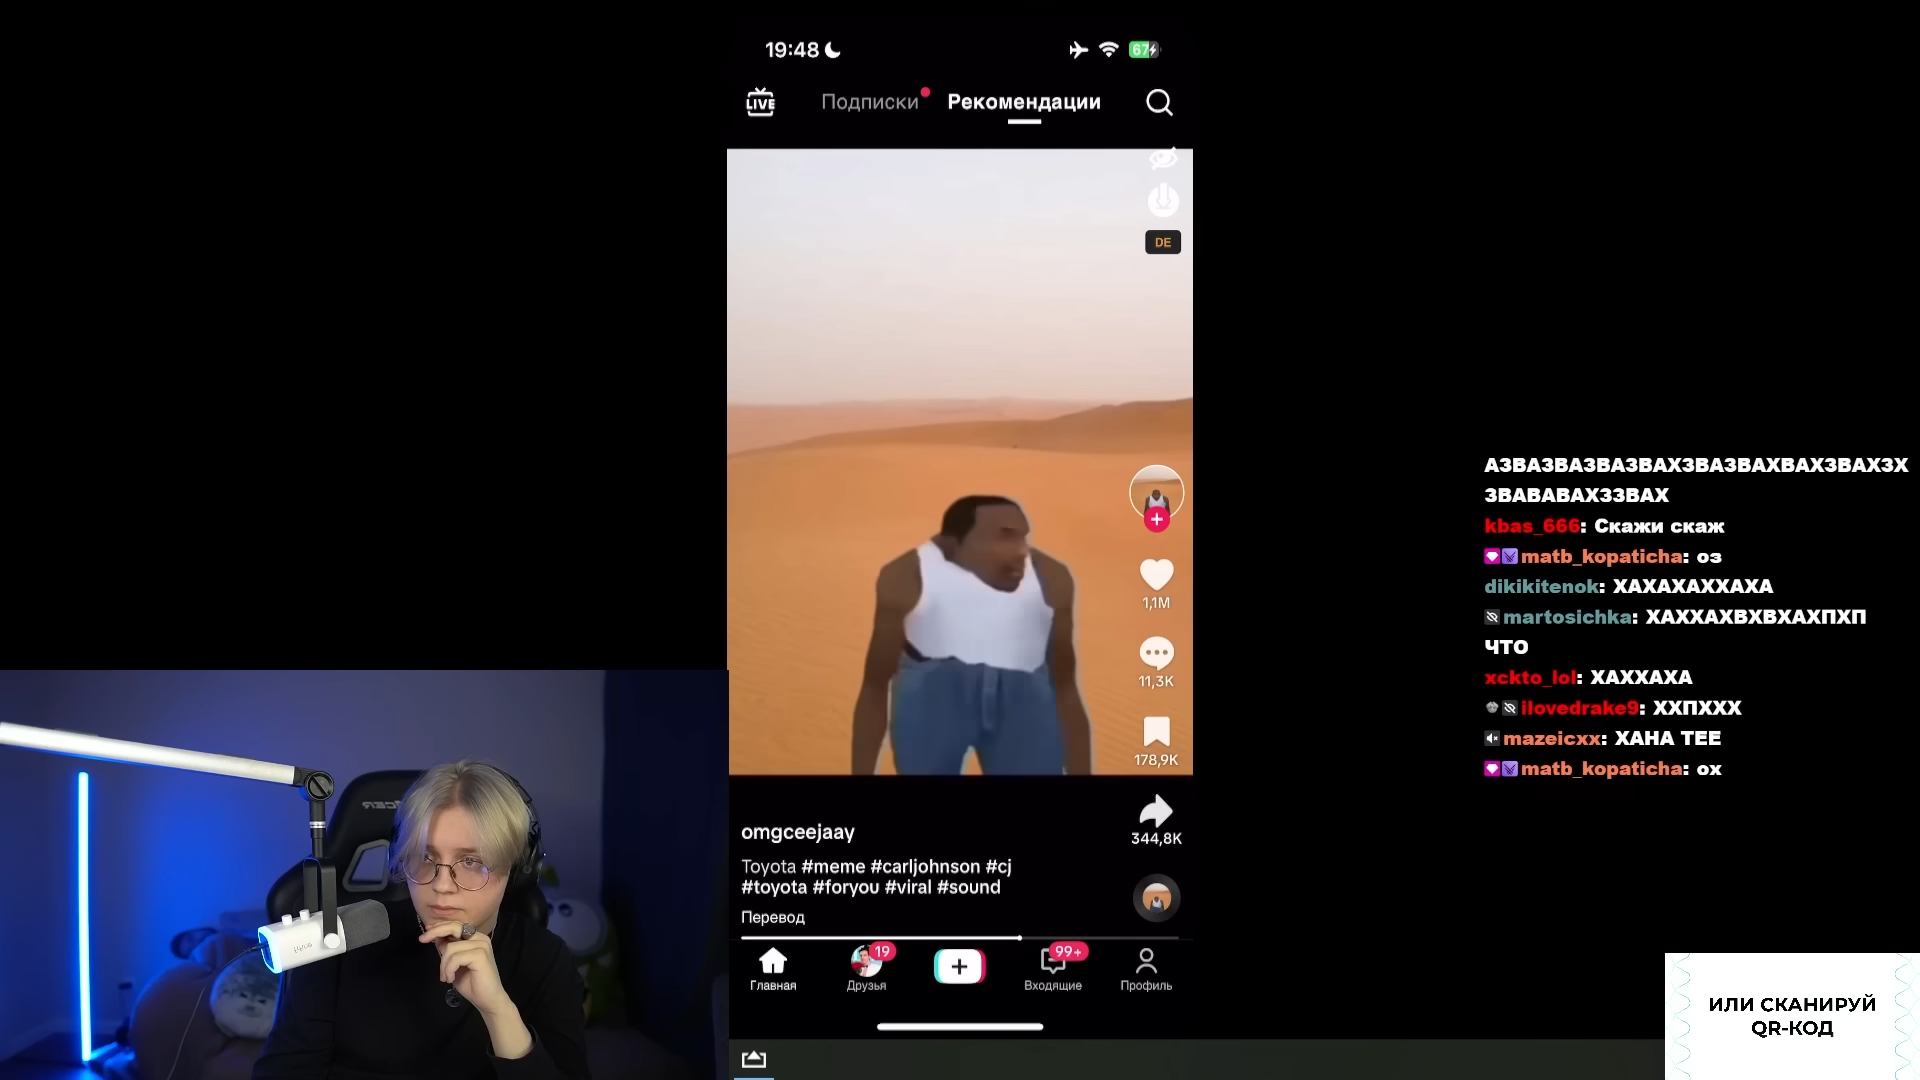 19:48
67
LIVE
Подписки
Рекомендации
DE
1,1M
11,3K
178,9K
344,8K
omgceejaay
Toyota #meme #carljohnson #cj
#toyota #foryou #viral #sound
Перевод
19
99+
Главная
Друзья
Входящие
Профиль
АЗВАЗВАЗВАЗВАХЗВАЗВАХВАХЗВАХЗХ
ЗВАВАВАХЗЗВАХ
kbas_666: Скажи скаж
matb_kopaticha: оз
dikikitenok: ХАХАХАХХАХА
martosichka: ХАХХАХВХВХАХПХП
ЧТО
xckto_lol: ХАХХАХА
ilovedrake9: ХХПХХХ
mazeicxx: ХАНА ТЕЕ
matb_kopaticha: ох
ИЛИ СКАНИРУЙ
QR-КОД